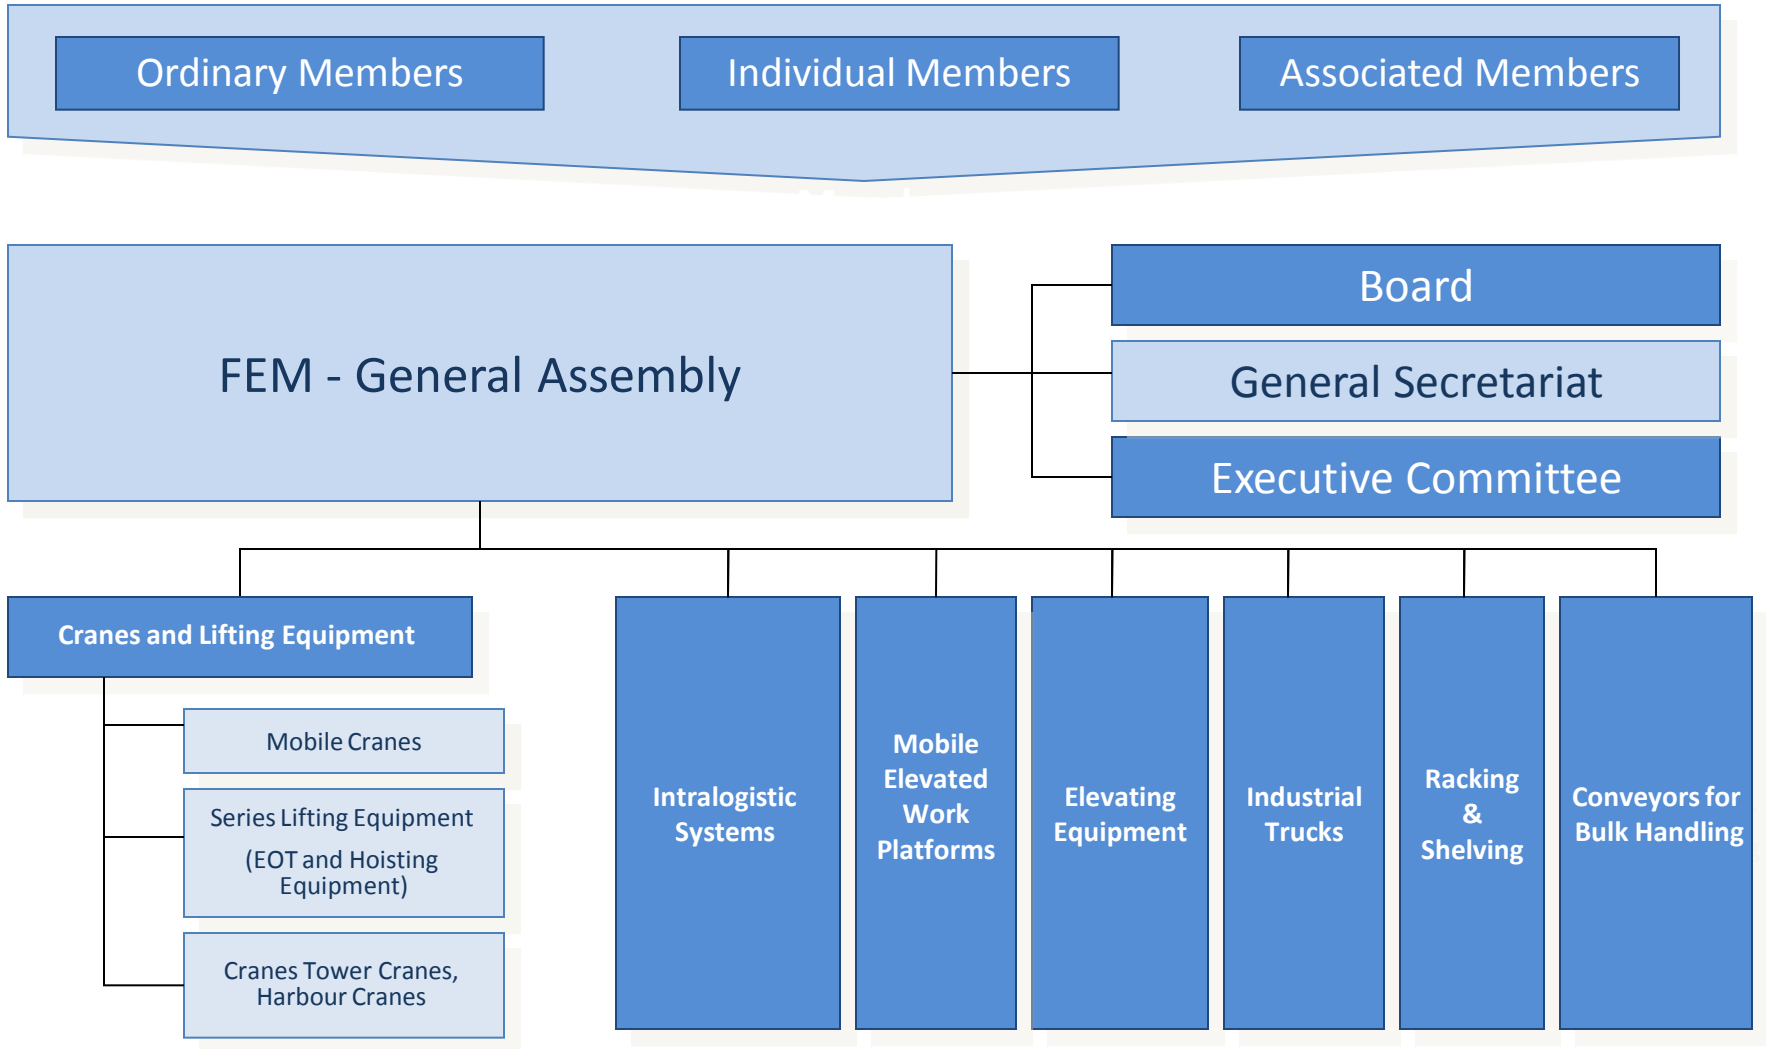 Ordinary Members
Individual Members
Associated Members
FEM - General Assembly
Board
General Secretariat
Executive Committee
Cranes and Lifting Equipment
Mobile Cranes
Series Lifting Equipment
(EOT and Hoisting
Equipment)
Cranes Tower Cranes,
Harbour Cranes
Intralogistic
Systems
Mobile
Elevated
Work
Platforms
Elevating
Equipment
Industrial
Trucks
Racking
&
Shelving
Conveyors for
Bulk Handling